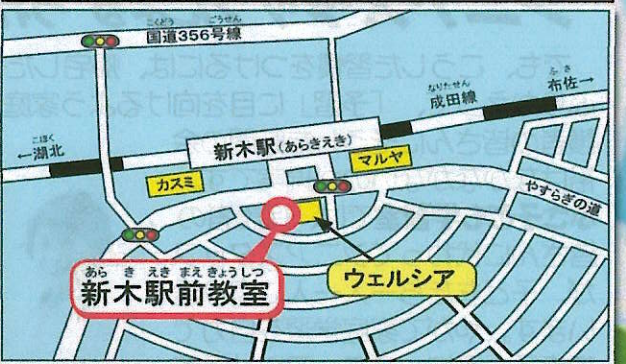 こくどう ごうせん
国道356号線
なりたせん
成田線
ふさ
布佐→
こほく
←湖北
新木駅(あらきえき)
マルヤ
カスミ
やすらぎの道
あらきえきまえきょうしつ
新木駅前教室
ウェルシア